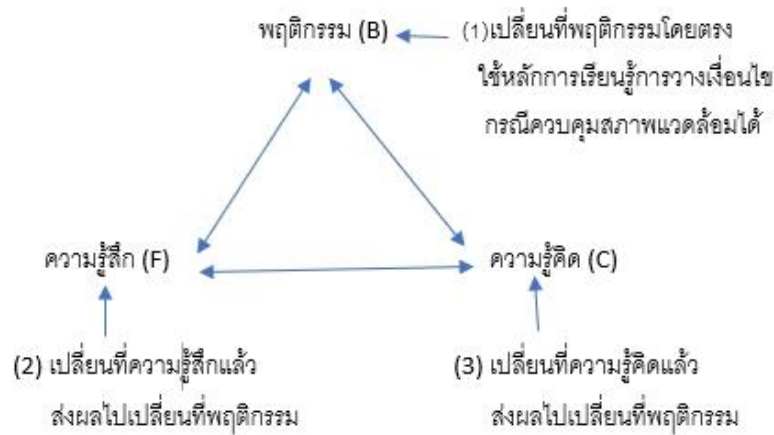 พฤติกรรม (B)
(1)เปลี่ยนที่พฤติกรรมโดยตรง
ใช้หลักการเรียนรู้การวางเงื่อนไข
กรณีควบคุมสภาพแวดล้อมได้
ความรู้สึก (F)
ความรู้คิด (C)
(2) เปลี่ยนที่ความรู้สึกแล้ว
ส่งผลไปเปลี่ยนที่พฤติกรรม
(3) เปลี่ยนที่ความรู้คิดแล้ว
ส่งผลไปเปลี่ยนที่พฤติกรรม